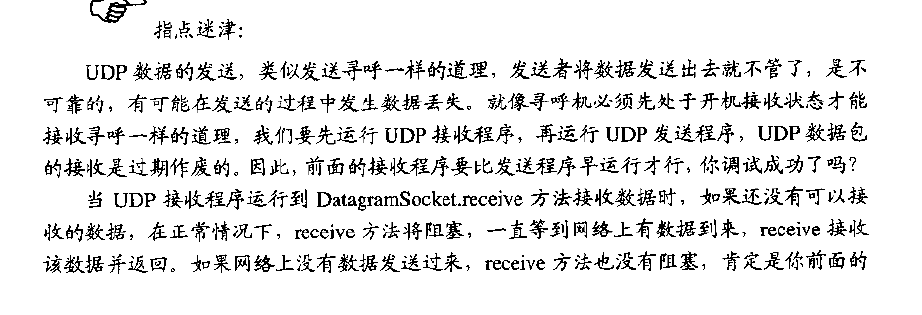 指点迷津：
UDP 数据的发送，类似发送寻呼一样的道理，发送者将数据发送出去就不管了，是不
可靠的，有可能在发送的过程中发生数据丢失。就像寻呼机必须先处于开机接收状态才能
接收寻呼一样的道理，我们要先运行 UDP 接收程序，再运行 UDP 发送程序，UDP 数据包
的接收是过期作废的。因此，前面的接收程序要比发送程序早运行才行，你调试成功了吗？
当 UDP 接收程序运行到 DatagramSocket.receive 方法接收数据时，如果还没有可以接
收的数据，在正常情况下，receive 方法将阻塞，一直等到网络上有数据到来，receive 接收
该数据并返回。如果网络上没有数据发送过来，receive 方法也没有阻塞，肯定是你前面的